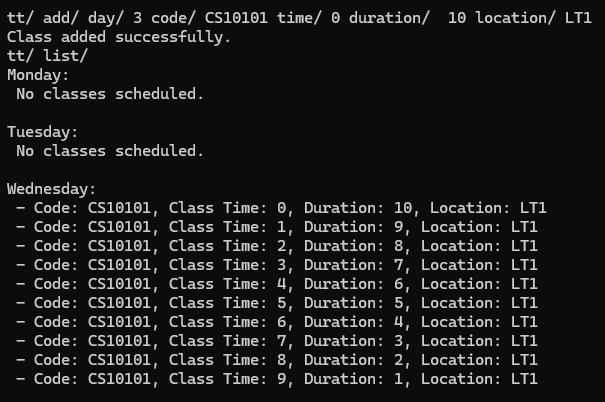 tt/ add/ day/ 3 code/ CS10101 time/ 0 duration/  10 location/ LT1
Class added successfully.
tt/ list/
Monday:
 No classes scheduled.

Tuesday:
 No classes scheduled.

Wednesday:
 - Code: CS10101, Class Time: 0, Duration: 10, Location: LT1
 - Code: CS10101, Class Time: 1, Duration: 9, Location: LT1
 - Code: CS10101, Class Time: 2, Duration: 8, Location: LT1
 - Code: CS10101, Class Time: 3, Duration: 7, Location: LT1
 - Code: CS10101, Class Time: 4, Duration: 6, Location: LT1
 - Code: CS10101, Class Time: 5, Duration: 5, Location: LT1
 - Code: CS10101, Class Time: 6, Duration: 4, Location: LT1
 - Code: CS10101, Class Time: 7, Duration: 3, Location: LT1
 - Code: CS10101, Class Time: 8, Duration: 2, Location: LT1
 - Code: CS10101, Class Time: 9, Duration: 1, Location: LT1